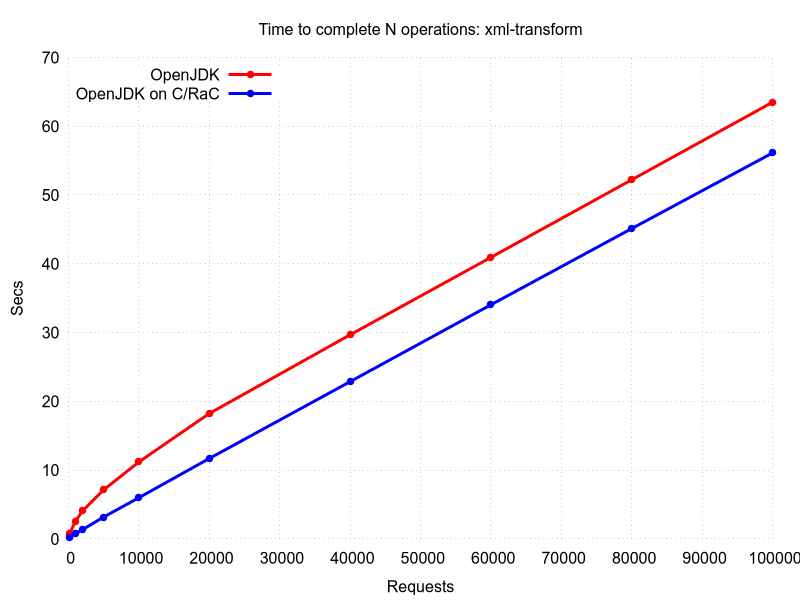 Time to complete N operations: xml-transform
OpenJDK
OpenJDK on C/RaC
70
60
50
40
30
20
10
0
Secs
0 10000 20000 30000 40000 50000 60000 70000 80000 90000 100000
Requests